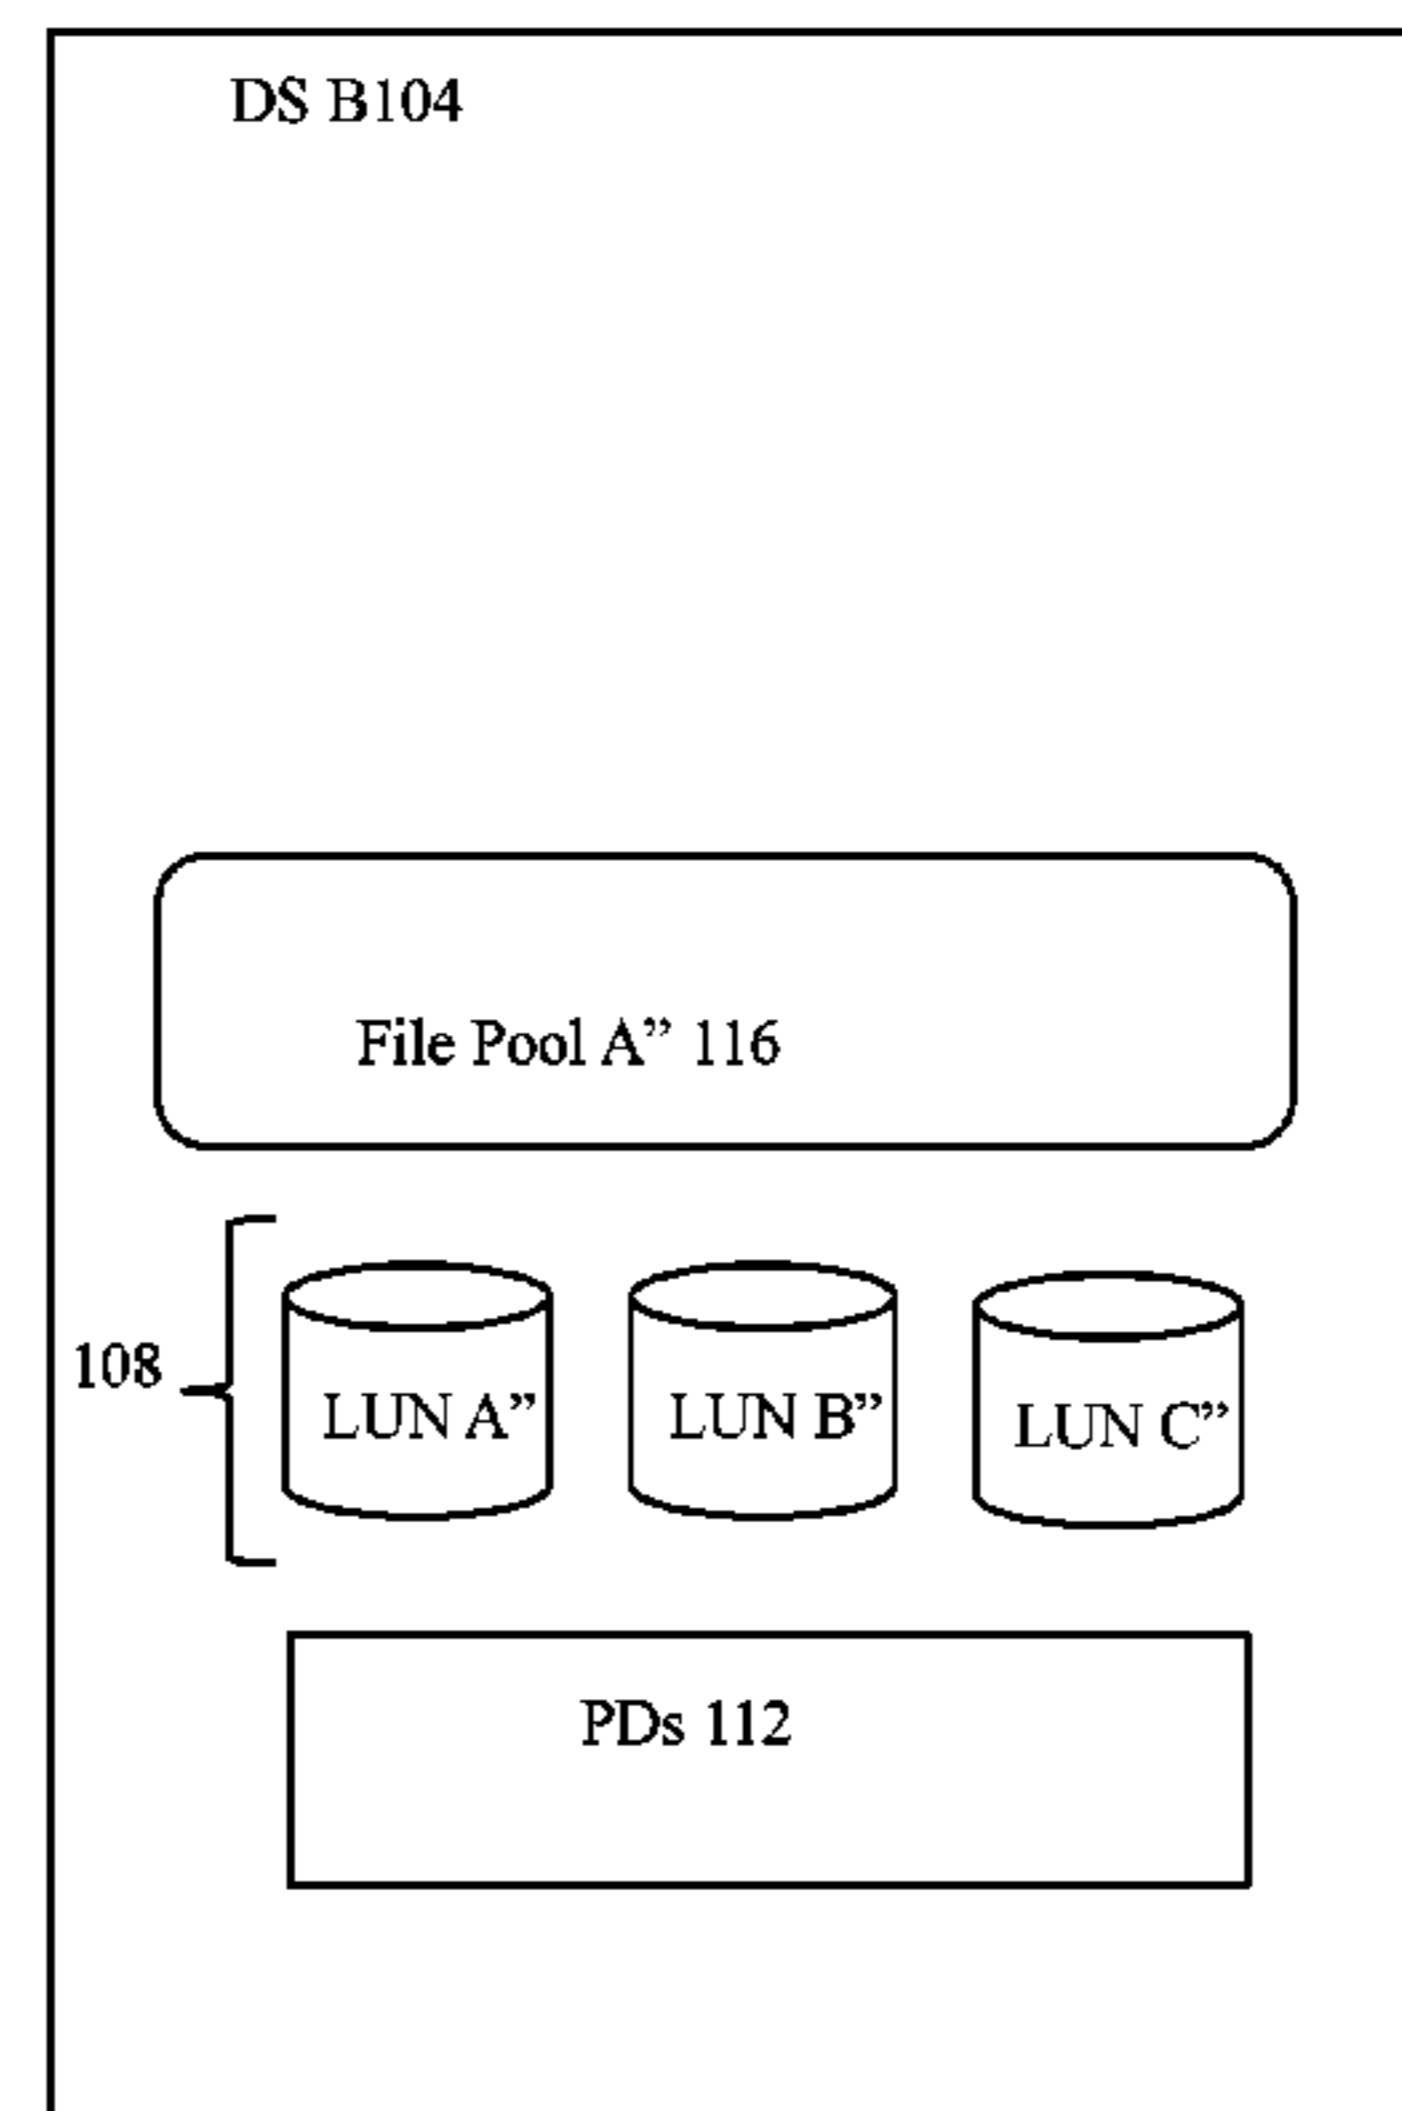 DS B104
File Pool A” 116
108
LUN A”
LUN B”
LUN C”
PDs 112